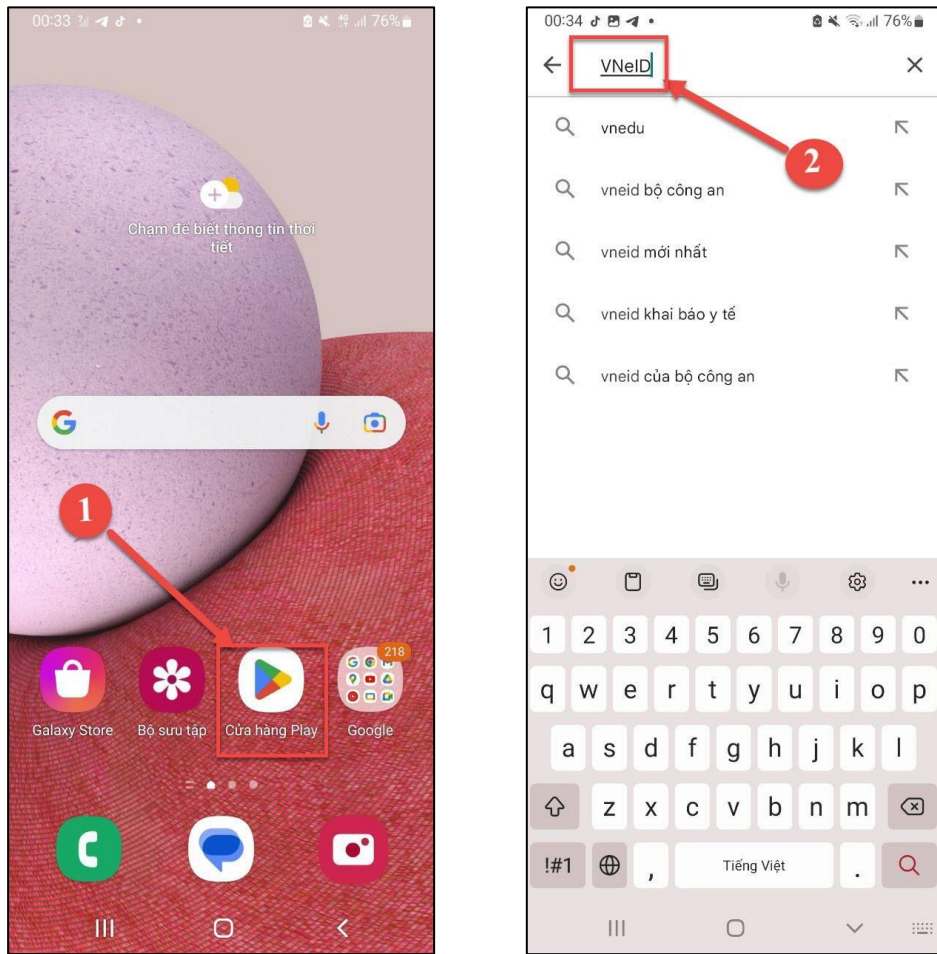 00:33
4G 76%
Chạm để biết thông tin thời
tiết
G
1
218
Galaxy Store
Bộ sưu tập
Cửa hàng Play
Google
00:34
76%
VNeID
2
vnedu
vneid bộ công an
vneid mới nhất
vneid khai báo y tế
vneid của bộ công an
1 2 3 4 5 6 7 8 9 0
q w e r t y u i o p
a s d f g h j k l
z x c v b n m
!#1 , Tiếng Việt .